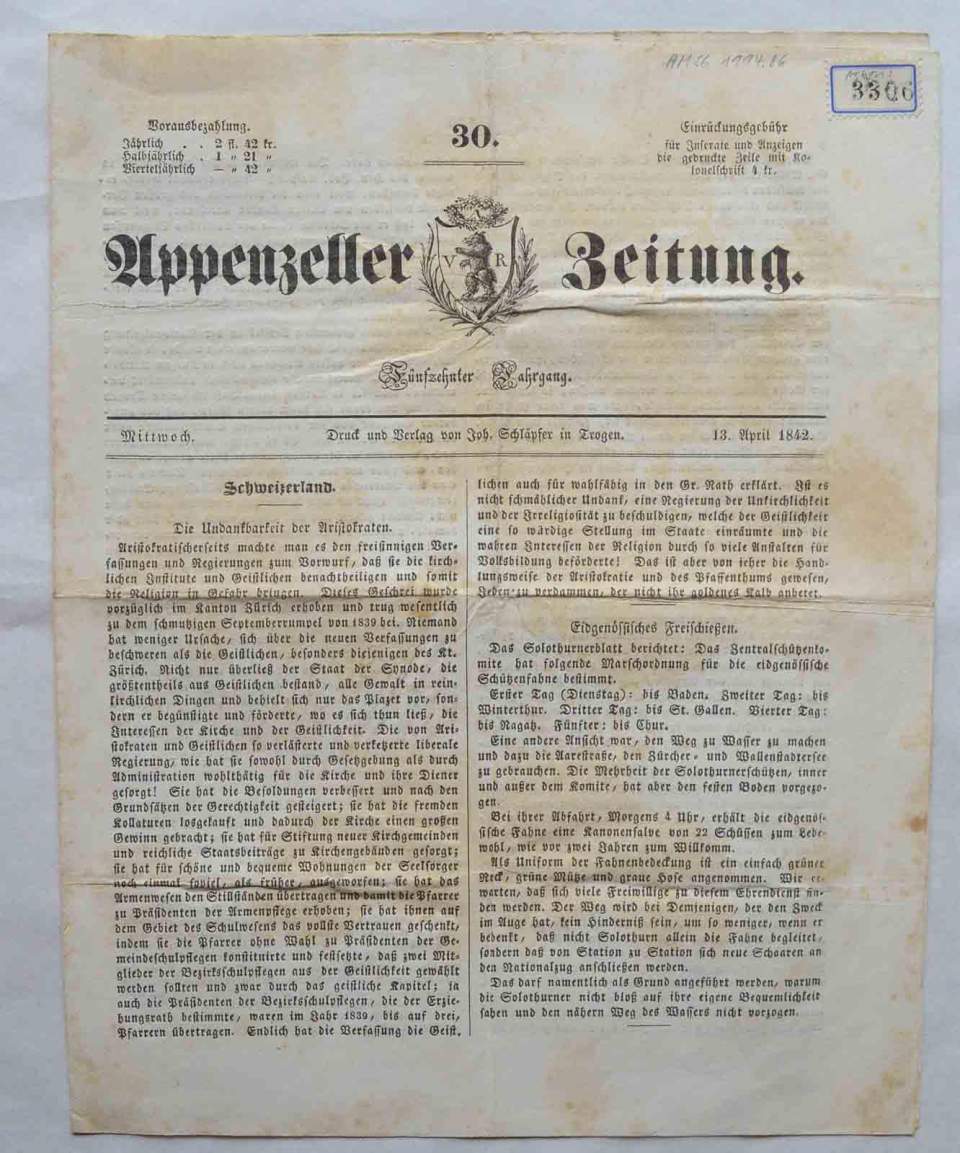 AMSG 1994.86
3306
Vorausbezahlung.
Jährlich . . 2 fl. 42 kr.
Halbjährlich . 1 „ 21 „
Vierteljährlich — „ 42 „
30.
Einrückungsgebühr
für Inserate und Anzeigen
die gedruckte Zeile mit Ko-
lonelschrift 4 kr.
Appenzeller Zeitung.
V R
Fünfzehnter Jahrgang.
Mittwoch. Druck und Verlag von Joh. Schläpfer in Trogen. 13. April 1842.
Schweizerland.
Die Undankbarkeit der Aristokraten.
Aristokratischerseits machte man es den freisinnigen Ver-
fassungen und Regierungen zum Vorwurf, daß sie die kirch-
lichen Institute und Geistlichen benachtheiligen und somit
die Religion in Gefahr bringen. Dieses Geschrei wurde
vorzüglich im Kanton Zürich erhoben und trug wesentlich
zu dem schmutzigen Septemberrumpel von 1839 bei. Niemand
hat weniger Ursache, sich über die neuen Verfassungen zu
beschweren als die Geistlichen, besonders diejenigen des Kt.
Zürich. Nicht nur überließ der Staat der Synode, die
größtentheils aus Geistlichen bestand, alle Gewalt in rein-
kirchlichen Dingen und behielt sich nur das Plazet vor, son-
dern er begünstigte und förderte, wo es sich thun ließ, die
Interessen der Kirche und der Geistlichkeit. Die von Ari-
stokraten und Geistlichen so verlästerte und verketzerte liberale
Regierung, wie hat sie sowohl durch Gesetzgebung als durch
Administration wohlthätig für die Kirche und ihre Diener
gesorgt! Sie hat die Besoldungen verbessert und nach den
Grundsätzen der Gerechtigkeit gesteigert; sie hat die fremden
Kollaturen losgekauft und dadurch der Kirche einen großen
Gewinn gebracht; sie hat für Stiftung neuer Kirchgemeinden
und reichliche Staatsbeiträge zu Kirchengebänden gesorgt;
sie hat für schöne und bequeme Wohnungen der Seelsorger
noch einmal soviel, als früher, ausgeworfen; sie hat das
Armenwesen den Stillständen übertragen und damit die Pfarrer
zu Präsidenten der Armenpflege erhoben; sie hat ihnen auf
dem Gebiet des Schulwesens das vollste Vertrauen geschenkt,
indem sie die Pfarrer ohne Wahl zu Präsidenten der Ge-
meindeschulpflegen konstituirte und festsetzte, daß zwei Mit-
glieder der Bezirksschulpflegen aus der Geistlichkeit gewählt
werden sollten und zwar durch das geistliche Kapitel; ja
auch die Präsidenten der Bezirksschulpflegen, die der Erzie-
hungsrath bestimmte, waren im Jahr 1839, bis auf drei,
Pfarrern übertragen. Endlich hat die Verfassung die Geist-
lichen auch für wahlfähig in den Gr. Rath erklärt. Ist es
nicht schmählicher Undank, eine Regierung der Unkirchlichkeit
und der Irreligiosität zu beschuldigen, welche der Geistlichkeit
eine so würdige Stellung im Staate einräumte und die
wahren Interessen der Religion durch so viele Anstalten für
Volksbildung beförderte! Das ist aber von jeher die Hand-
lungsweise der Aristokratie und des Pfaffenthums gewesen,
Jeden zu verdammen, der nicht ihr goldenes Kalb anbetet.
Eidgenössisches Freischießen.
Das Solothurnerblatt berichtet: Das Zentralschützenko-
mite hat folgende Marschordnung für die eidgenössische
Schützenfahne bestimmt.
Erster Tag (Dienstag): bis Baden. Zweiter Tag: bis
Winterthur. Dritter Tag: bis St. Gallen. Vierter Tag:
bis Ragaz. Fünfter: bis Chur.
Eine andere Ansicht war, den Weg zu Wasser zu machen
und dazu die Aarestraße, den Zürcher- und Wallenstadtersee
zu gebrauchen. Die Mehrheit der Solothurnerschützen, inner
und außer dem Komite, hat aber den festen Boden vorgezo-
gen.
Bei ihrer Abfahrt, Morgens 4 Uhr, erhält die eidgenös-
sische Fahne eine Kanonensalve von 22 Schüssen zum Lebe-
wohl, wie vor zwei Jahren zum Willkomm.
Als Uniform der Fahnenbedeckung ist ein einfach grüner
Rock, grüne Mütze und graue Hose angenommen. Wir er-
warten, daß sich viele Freiwillige zu diesem Ehrendienst fin-
den werden. Der Weg wird bei Demjenigen, der den Zweck
im Auge hat, kein Hinderniß sein, um so weniger, wenn er
bedenkt, daß nicht Solothurn allein die Fahne begleitet,
sondern daß von Station zu Station sich neue Schaaren an
den Nationalzug anschließen werden.
Das darf namentlich als Grund angeführt werden, warum
die Solothurner nicht bloß auf ihre eigene Bequemlichkeit
sahen und den nähern Weg des Wassers nicht vorzogen.